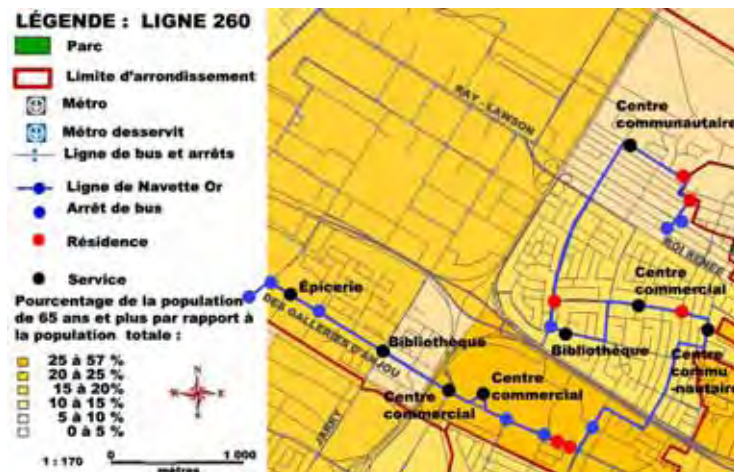 LÉGENDE : LIGNE 260
Parc
Limite d'arrondissement
Métro
Métro desservit
Ligne de bus et arrêts
Ligne de Navette Or
Arrêt de bus
Résidence
Service
Pourcentage de la population
de 65 ans et plus par rapport à
la population totale :
25 à 57 %
20 à 25 %
15 à 20%
10 à 15 %
5 à 10 %
0 à 5 %
N
E
S
1 : 170
0
1 000
mètres
RAY - LAWSON
Centre
communautaire
ROI RENÉE
Épicerie
DES GALLERIES D'ANJOU
Bibliothèque
Centre
commercial
Bibliothèque
Centre
commu
-nautaire
Centre
commercial
Centre
commercial
JARRY